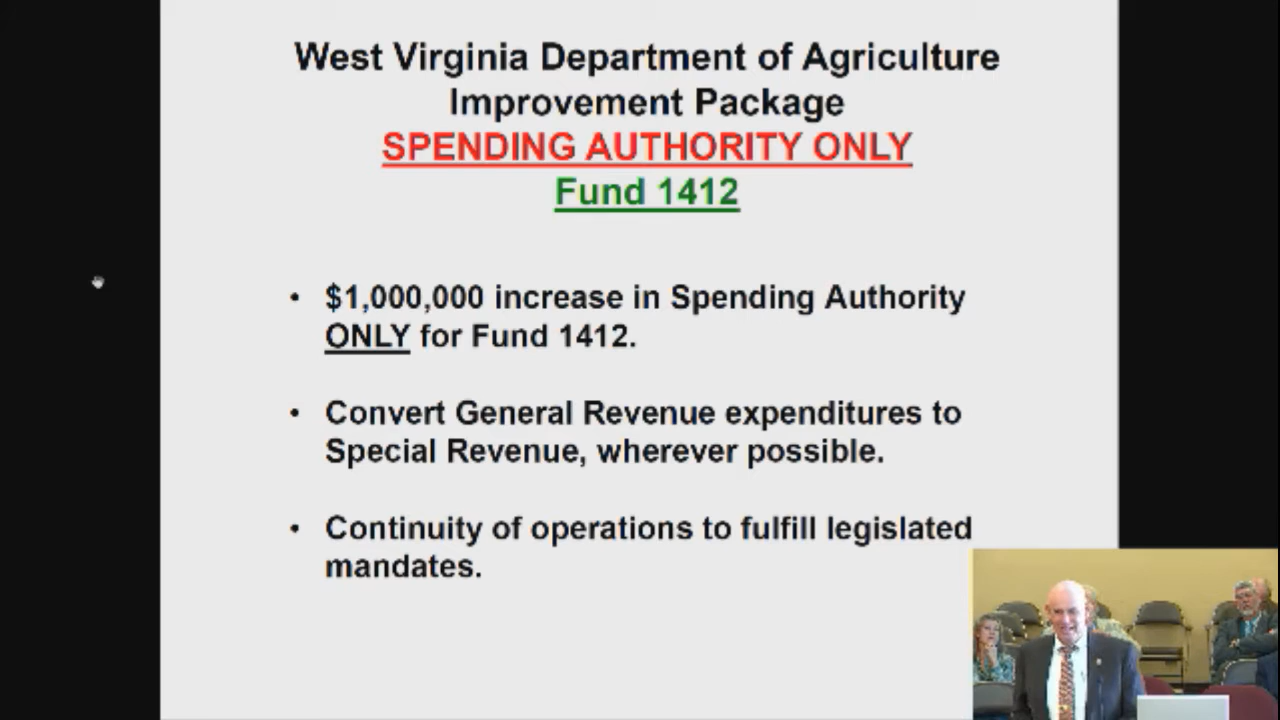 West Virginia Department of Agriculture
Improvement Package
SPENDING AUTHORITY ONLY
Fund 1412
• $1,000,000 increase in Spending Authority
ONLY for Fund 1412.
• Convert General Revenue expenditures to
Special Revenue, wherever possible.
• Continuity of operations to fulfill legislated
mandates.